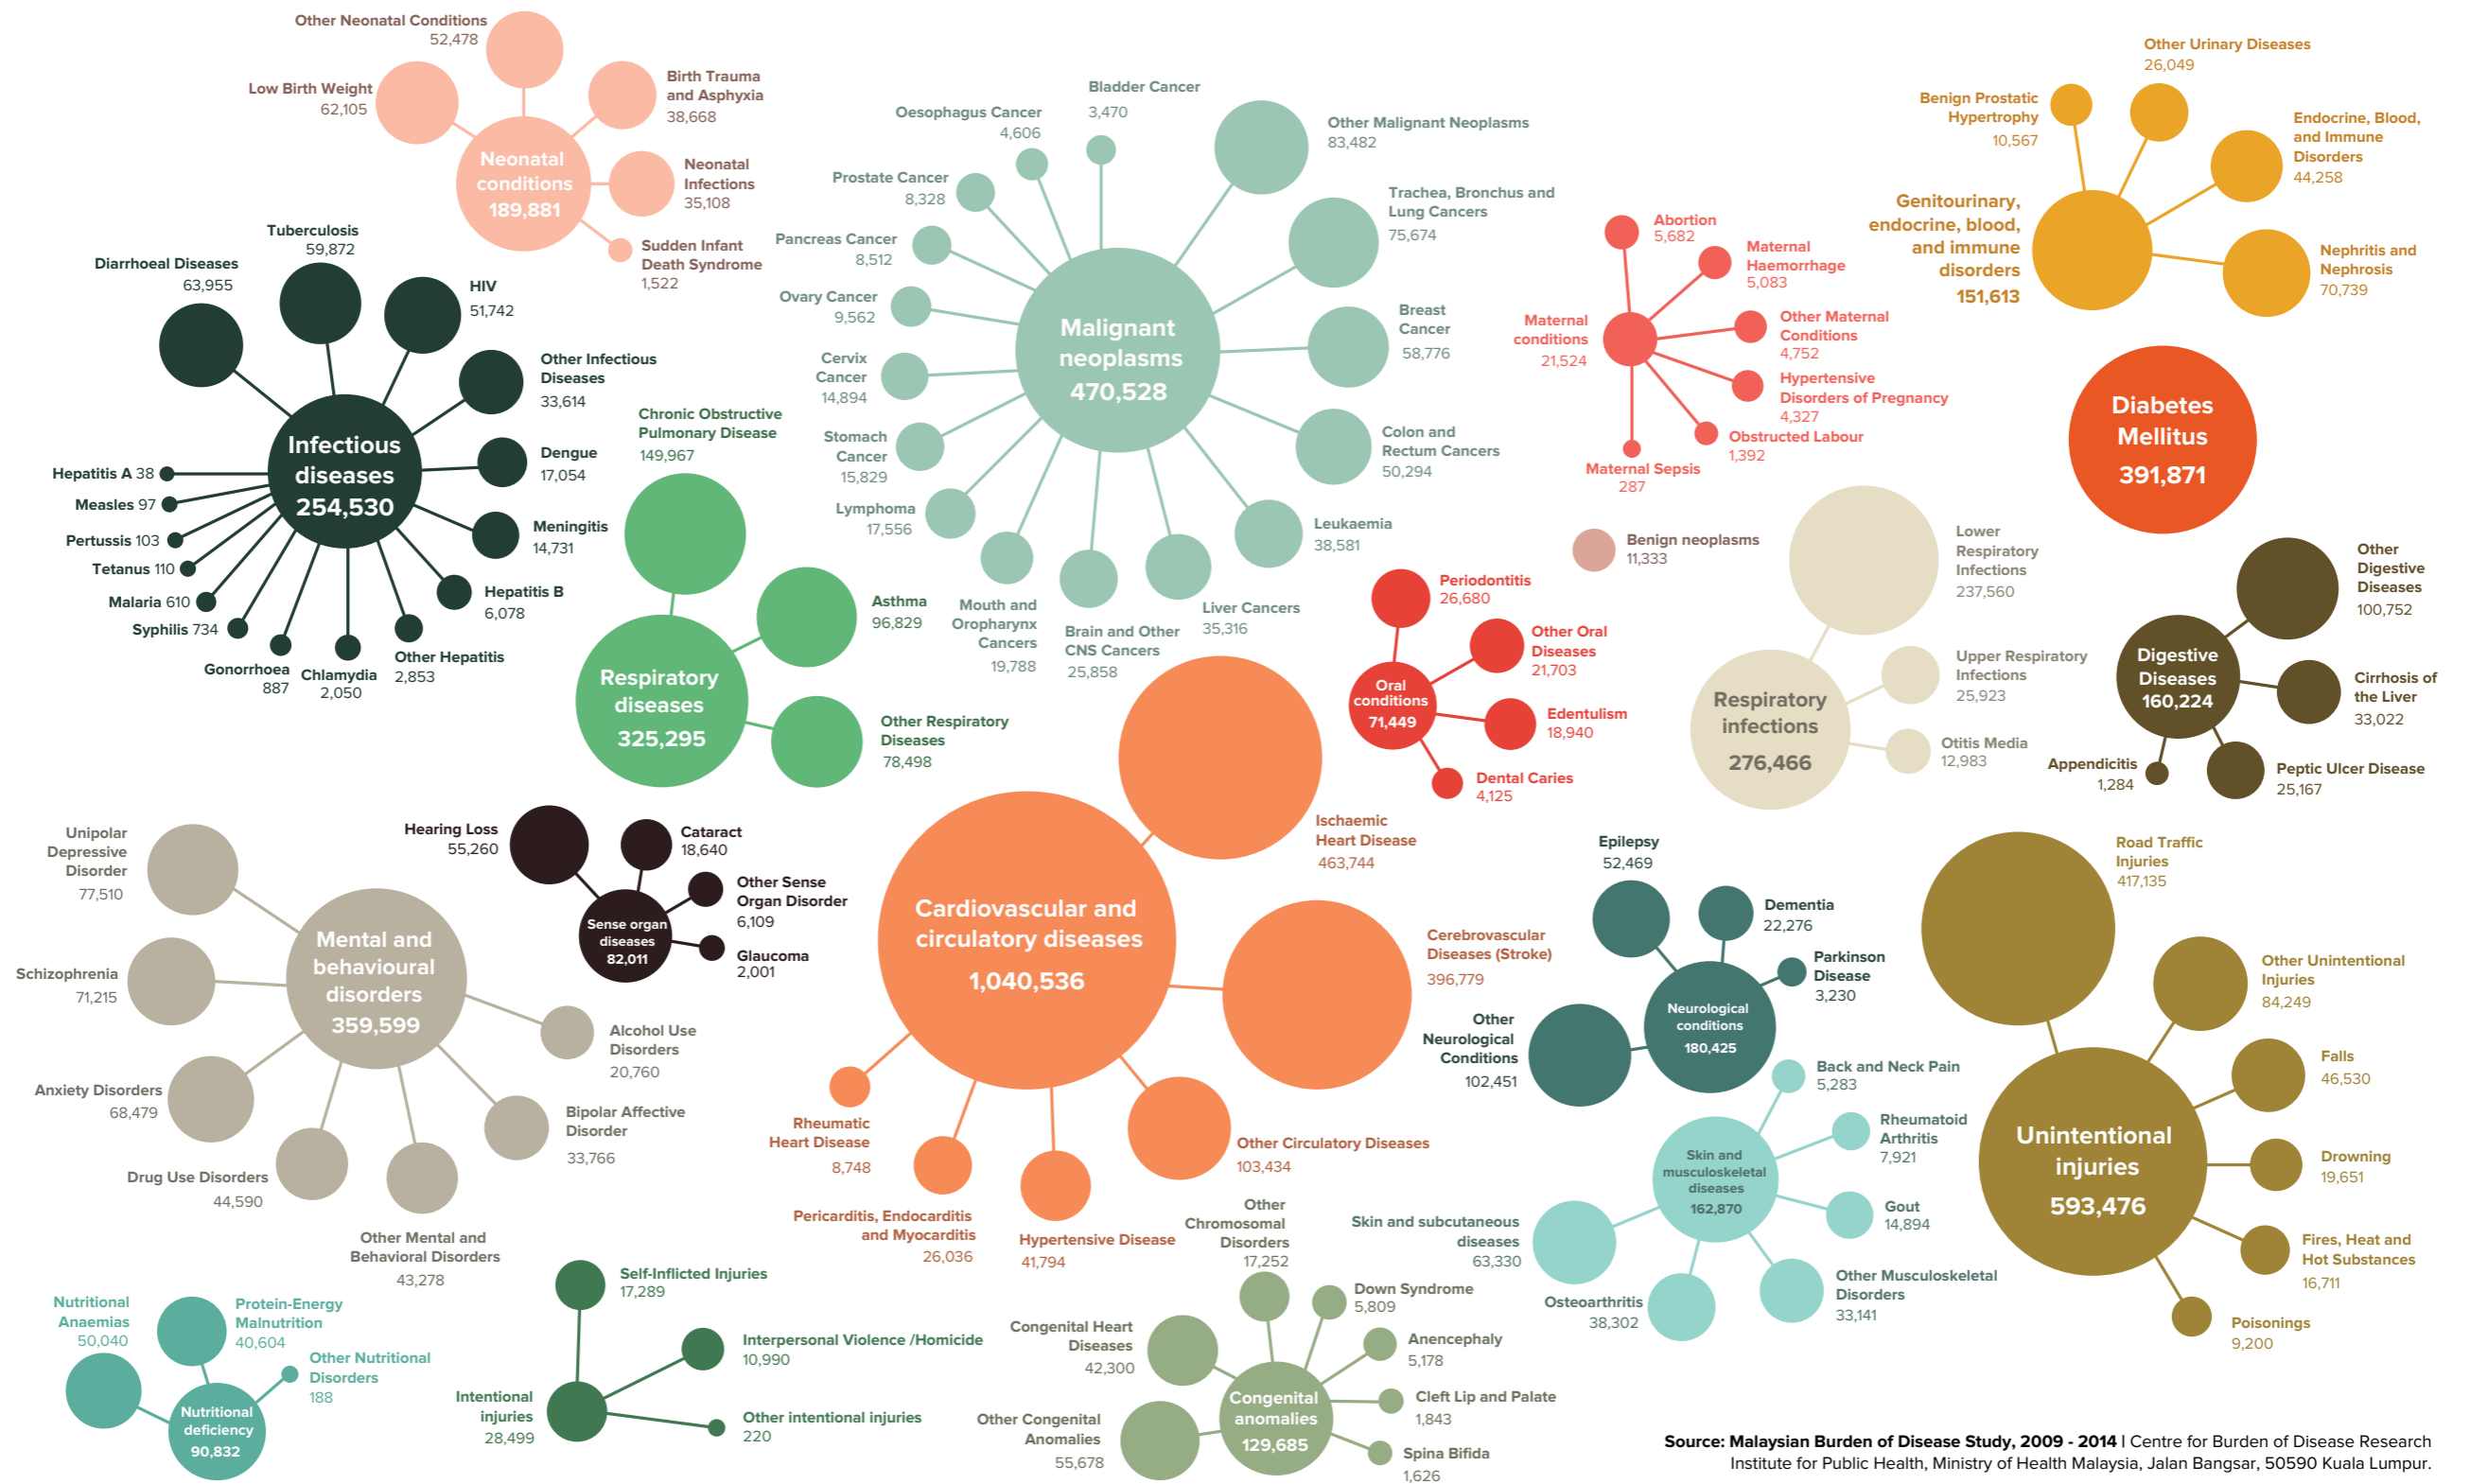 Other Neonatal Conditions
52,478
Low Birth Weight
62,105
Birth Trauma
and Asphyxia
38,668
Neonatal
conditions
189,881
Neonatal
Infections
35,108
Sudden Infant
Death Syndrome
1,522
Tuberculosis
59,872
Diarrhoeal Diseases
63,955
HIV
51,742
Other Infectious
Diseases
33,614
Infectious
diseases
254,530
Dengue
17,054
Hepatitis A 38
Measles 97
Pertussis 103
Tetanus 110
Malaria 610
Syphilis 734
Gonorrhoea
887
Chlamydia
2,050
Other Hepatitis
2,853
Hepatitis B
6,078
Meningitis
14,731
Bladder Cancer
3,470
Oesophagus Cancer
4,606
Prostate Cancer
8,328
Pancreas Cancer
8,512
Ovary Cancer
9,562
Cervix
Cancer
14,894
Stomach
Cancer
15,829
Lymphoma
17,556
Mouth and
Oropharynx
Cancers
19,788
Brain and Other
CNS Cancers
25,858
Liver Cancers
35,316
Leukaemia
38,581
Colon and
Rectum Cancers
50,294
Breast
Cancer
58,776
Trachea, Bronchus and
Lung Cancers
75,674
Other Malignant Neoplasms
83,482
Malignant
neoplasms
470,528
Abortion
5,682
Maternal
Haemorrhage
5,083
Other Maternal
Conditions
4,752
Hypertensive
Disorders of Pregnancy
4,327
Obstructed Labour
1,392
Maternal Sepsis
287
Maternal
conditions
21,524
Other Urinary Diseases
26,049
Benign Prostatic
Hypertrophy
10,567
Endocrine, Blood,
and Immune
Disorders
44,258
Nephritis and
Nephrosis
70,739
Genitourinary,
endocrine, blood,
and immune
disorders
151,613
Diabetes
Mellitus
391,871
Chronic Obstructive
Pulmonary Disease
149,967
Asthma
96,829
Respiratory
diseases
325,295
Other Respiratory
Diseases
78,498
Benign neoplasms
11,333
Periodontitis
26,680
Other Oral
Diseases
21,703
Oral
conditions
71,449
Edentulism
18,940
Dental Caries
4,125
Lower
Respiratory
Infections
237,560
Upper Respiratory
Infections
25,923
Respiratory
infections
276,466
Otitis Media
12,983
Other
Digestive
Diseases
100,752
Digestive
Diseases
160,224
Cirrhosis of
the Liver
33,022
Appendicitis
1,284
Peptic Ulcer Disease
25,167
Unipolar
Depressive
Disorder
77,510
Schizophrenia
71,215
Mental and
behavioural
disorders
359,599
Anxiety Disorders
68,479
Drug Use Disorders
44,590
Other Mental and
Behavioral Disorders
43,278
Bipolar Affective
Disorder
33,766
Alcohol Use
Disorders
20,760
Hearing Loss
55,260
Cataract
18,640
Other Sense
Organ Disorder
6,109
Sense organ
diseases
82,011
Glaucoma
2,001
Ischaemic
Heart Disease
463,744
Cardiovascular and
circulatory diseases
1,040,536
Cerebrovascular
Diseases (Stroke)
396,779
Rheumatic
Heart Disease
8,748
Pericarditis, Endocarditis
and Myocarditis
26,036
Hypertensive Disease
41,794
Other Circulatory Diseases
103,434
Epilepsy
52,469
Dementia
22,276
Parkinson
Disease
3,230
Neurological
conditions
180,425
Other
Neurological
Conditions
102,451
Road Traffic
Injuries
417,135
Other Unintentional
Injuries
84,249
Falls
46,530
Unintentional
injuries
593,476
Drowning
19,651
Fires, Heat and
Hot Substances
16,711
Poisonings
9,200
Back and Neck Pain
5,283
Rheumatoid
Arthritis
7,921
Skin and
musculoskeletal
diseases
162,870
Gout
14,894
Skin and subcutaneous
diseases
63,330
Osteoarthritis
38,302
Other Musculoskeletal
Disorders
33,141
Nutritional
Anaemias
50,040
Protein-Energy
Malnutrition
40,604
Other Nutritional
Disorders
188
Nutritional
deficiency
90,832
Self-Inflicted Injuries
17,289
Interpersonal Violence /Homicide
10,990
Intentional
injuries
28,499
Other intentional injuries
220
Other
Chromosomal
Disorders
17,252
Down Syndrome
5,809
Congenital Heart
Diseases
42,300
Anencephaly
5,178
Congenital
anomalies
129,685
Cleft Lip and Palate
1,843
Other Congenital
Anomalies
55,678
Spina Bifida
1,626
Source: Malaysian Burden of Disease Study, 2009 - 2014 | Centre for Burden of Disease Research
Institute for Public Health, Ministry of Health Malaysia, Jalan Bangsar, 50590 Kuala Lumpur.